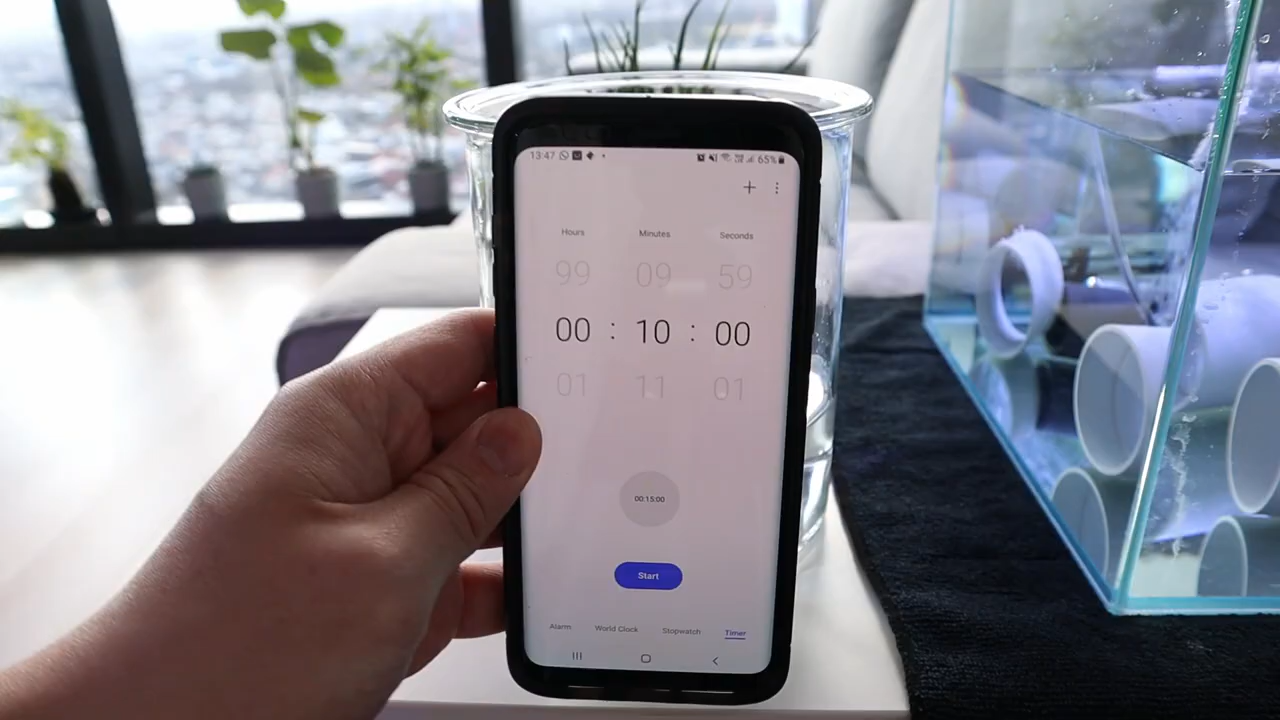 13:47 65%
Hours Minutes Seconds
99 09 59
00 : 10 : 00
01 11 01
00:15:00
Start
Alarm World Clock Stopwatch Timer